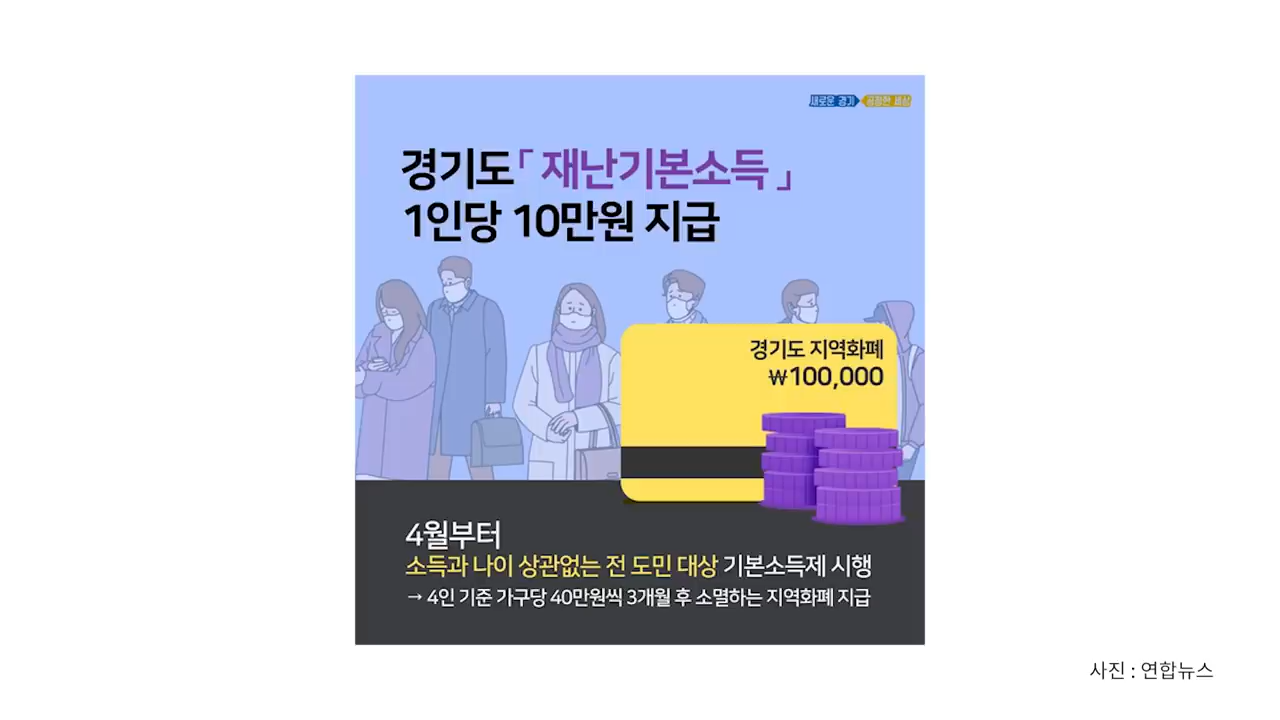 새로운 경기 공정한 세상
경기도「재난기본소득」
1인당 10만원 지급
경기도 지역화폐
₩100,000
4월부터
소득과 나이 상관없는 전 도민 대상 기본소득제 시행
→ 4인 기준 가구당 40만원씩 3개월 후 소멸하는 지역화폐 지급
사진 : 연합뉴스